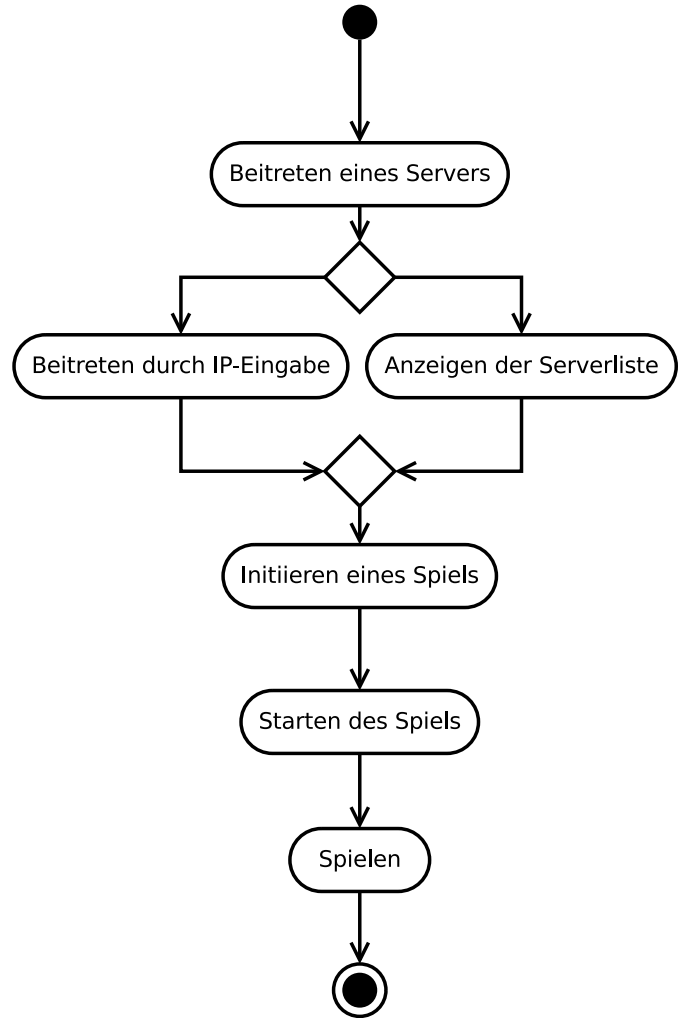 Beitreten eines Servers
Beitreten durch IP-Eingabe
Anzeigen der Serverliste
Initiieren eines Spiels
Starten des Spiels
Spielen